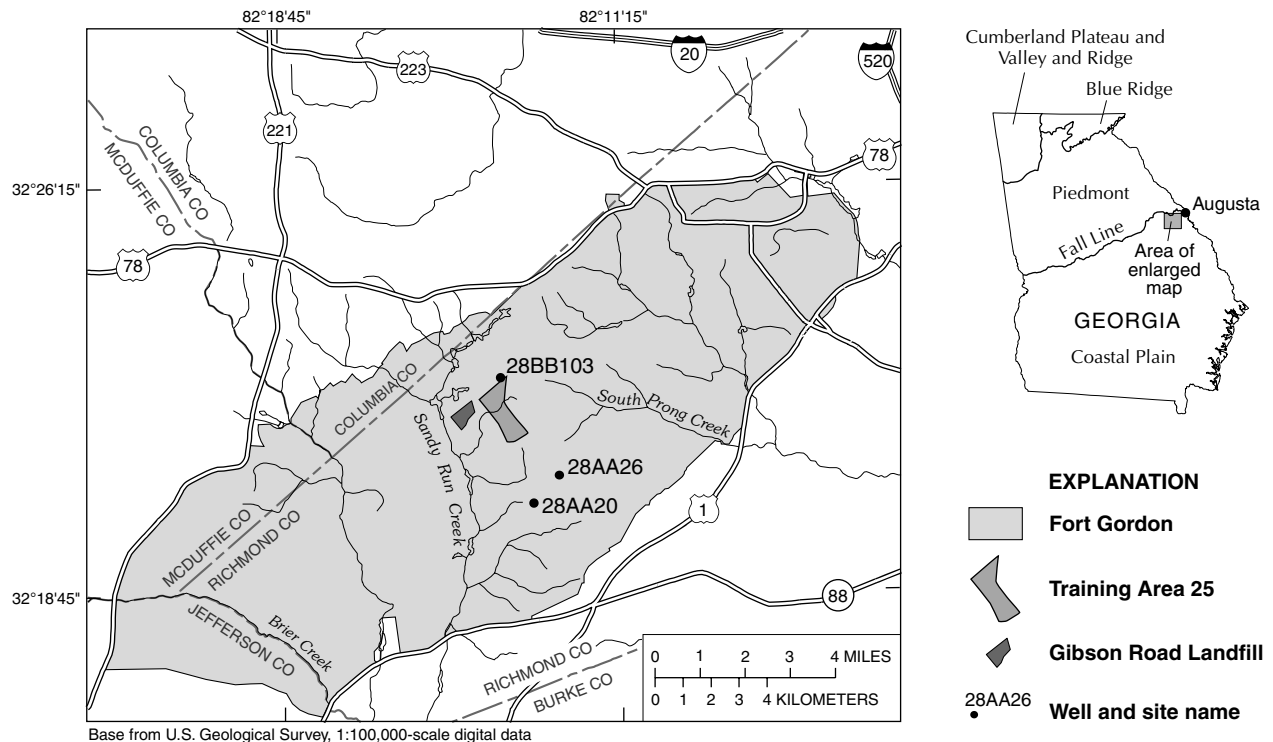 82°18'45"
82°11'15"
32°26'15"
32°18'45"
223
20
520
221
78
78
COLUMBIA CO
MCDUFFIE CO
COLUMBIA CO
28BB103
South Prong Creek
Sandy Run Creek
28AA26
28AA20
1
88
MCDUFFIE CO
RICHMOND CO
JEFFERSON CO
Brier Creek
RICHMOND CO
BURKE CO
0 1 2 3 4 MILES
0 1 2 3 4 KILOMETERS
Base from U.S. Geological Survey, 1:100,000-scale digital data
Cumberland Plateau and
Valley and Ridge
Blue Ridge
Piedmont
Augusta
Fall Line
Area of
enlarged
map
GEORGIA
Coastal Plain
EXPLANATION
Fort Gordon
Training Area 25
Gibson Road Landfill
28AA26
Well and site name